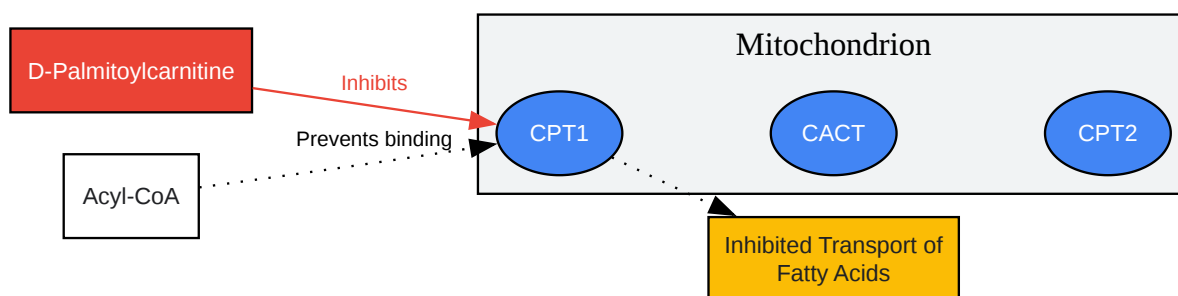 Mitochondrion
D-Palmitoylcarnitine
Inhibits
CPT1
CACT
CPT2
Prevents binding
Acyl-CoA
Inhibited Transport of
Fatty Acids